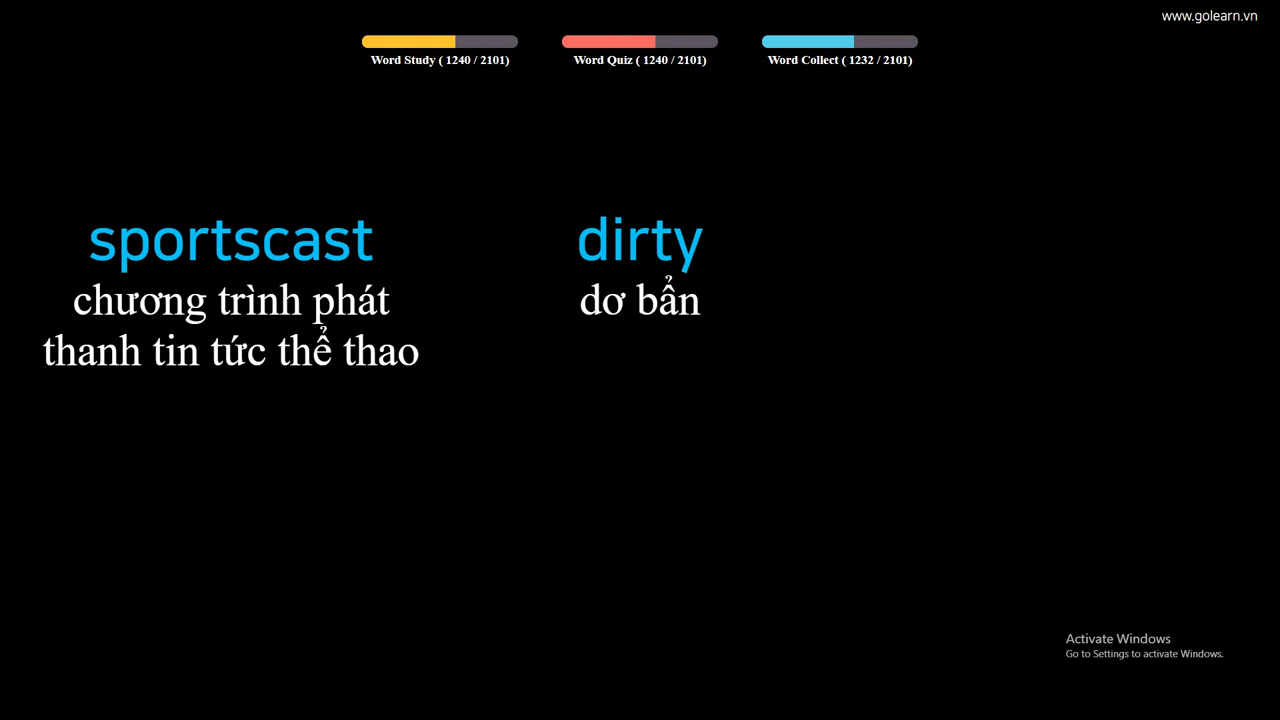 www.golearn.vn
Word Study ( 1240 / 2101)
Word Quiz ( 1240 / 2101)
Word Collect ( 1232 / 2101)
sportscast
chương trình phát
thanh tin tức thể thao
dirty
dơ bẩn
Activate Windows
Go to Settings to activate Windows.